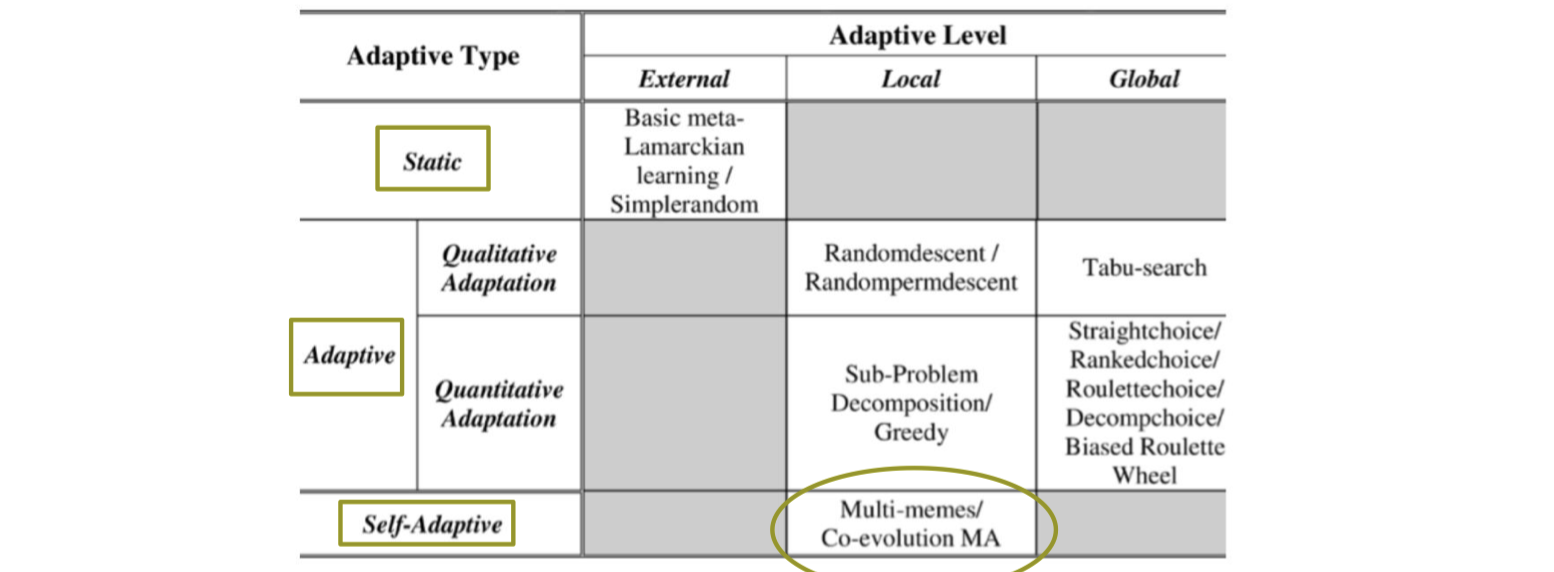 Adaptive Type
Adaptive Level
External
Local
Global
Static
Basic meta-
Lamarckian
learning /
Simplerandom
Adaptive
Qualitative
Adaptation
Randomdescent /
Randompermdescent
Tabu-search
Quantitative
Adaptation
Sub-Problem
Decomposition/
Greedy
Straightchoice/
Rankedchoice/
Roulettechoice/
Decompchoice/
Biased Roulette
Wheel
Self-Adaptive
Multi-memes/
Co-evolution MA